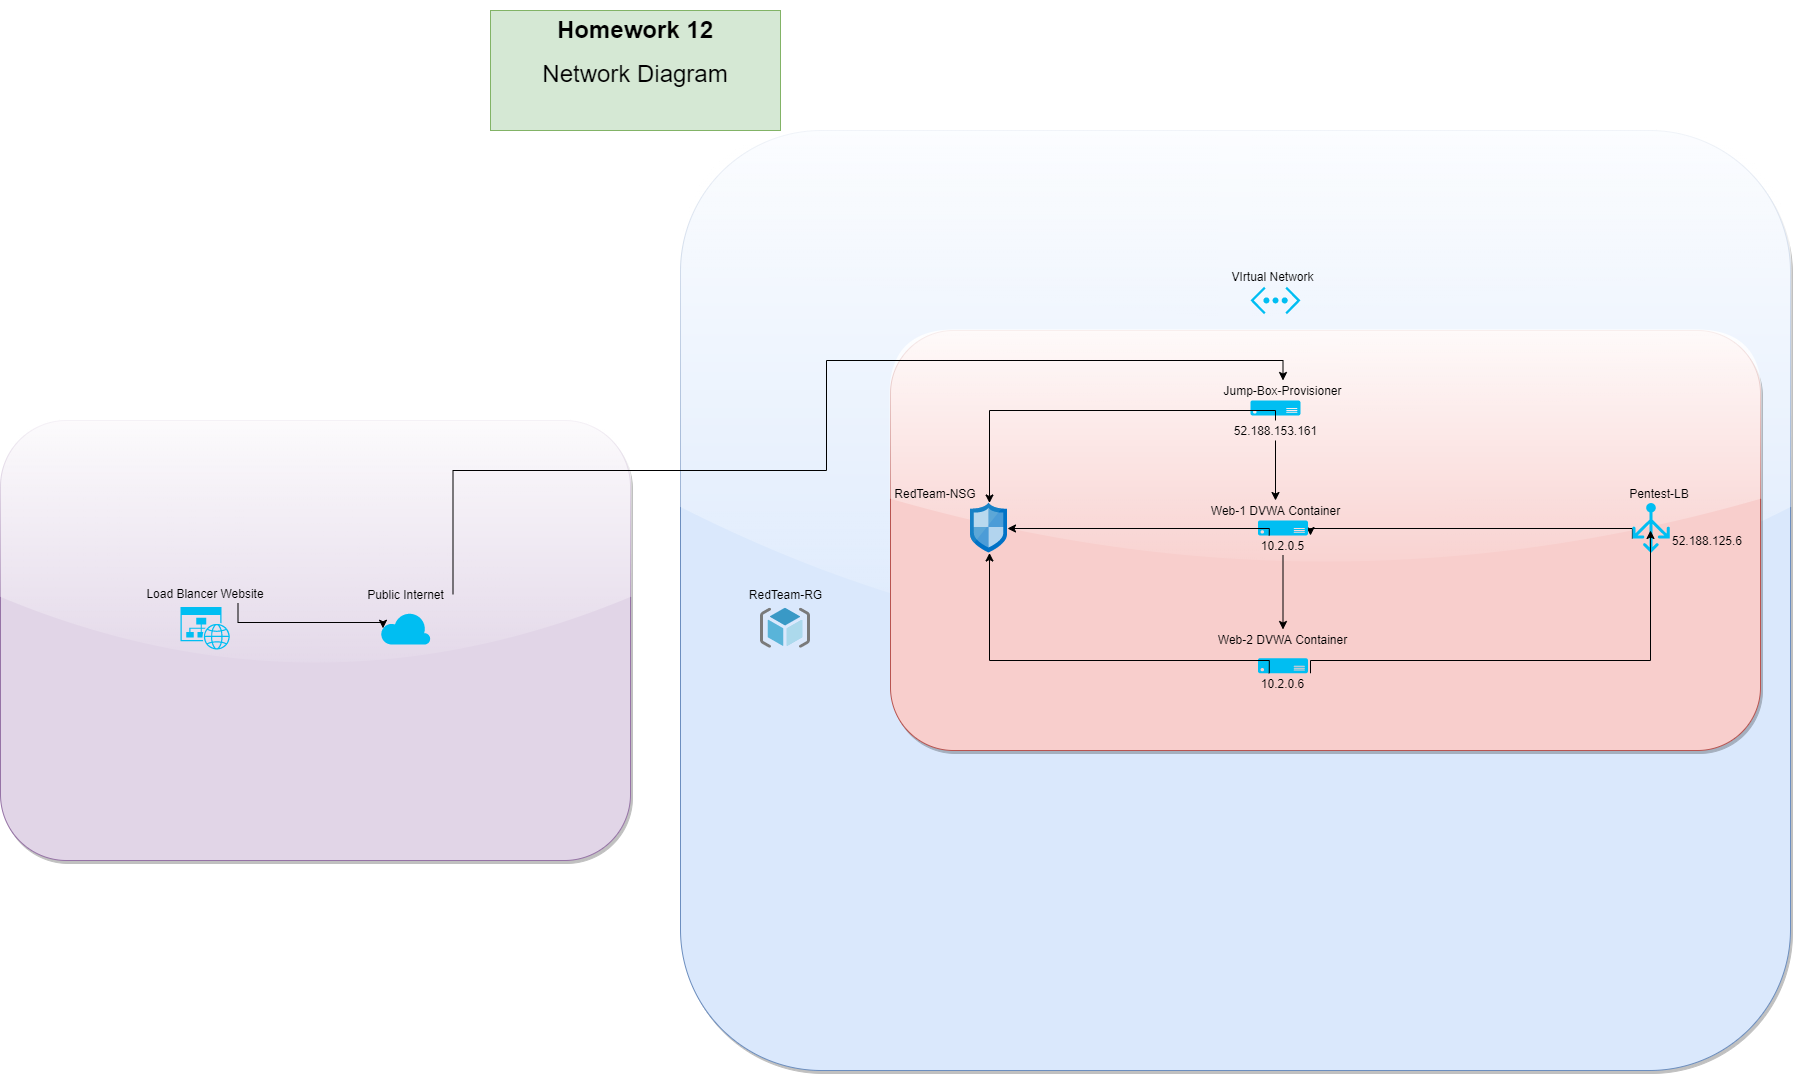 Homework 12
Network Diagram
VIrtual Network
Jump-Box-Provisioner
52.188.153.161
RedTeam-NSG
Web-1 DVWA Container
10.2.0.5
Pentest-LB
52.188.125.6
Load Blancer Website
Public Internet
RedTeam-RG
Web-2 DVWA Container
10.2.0.6